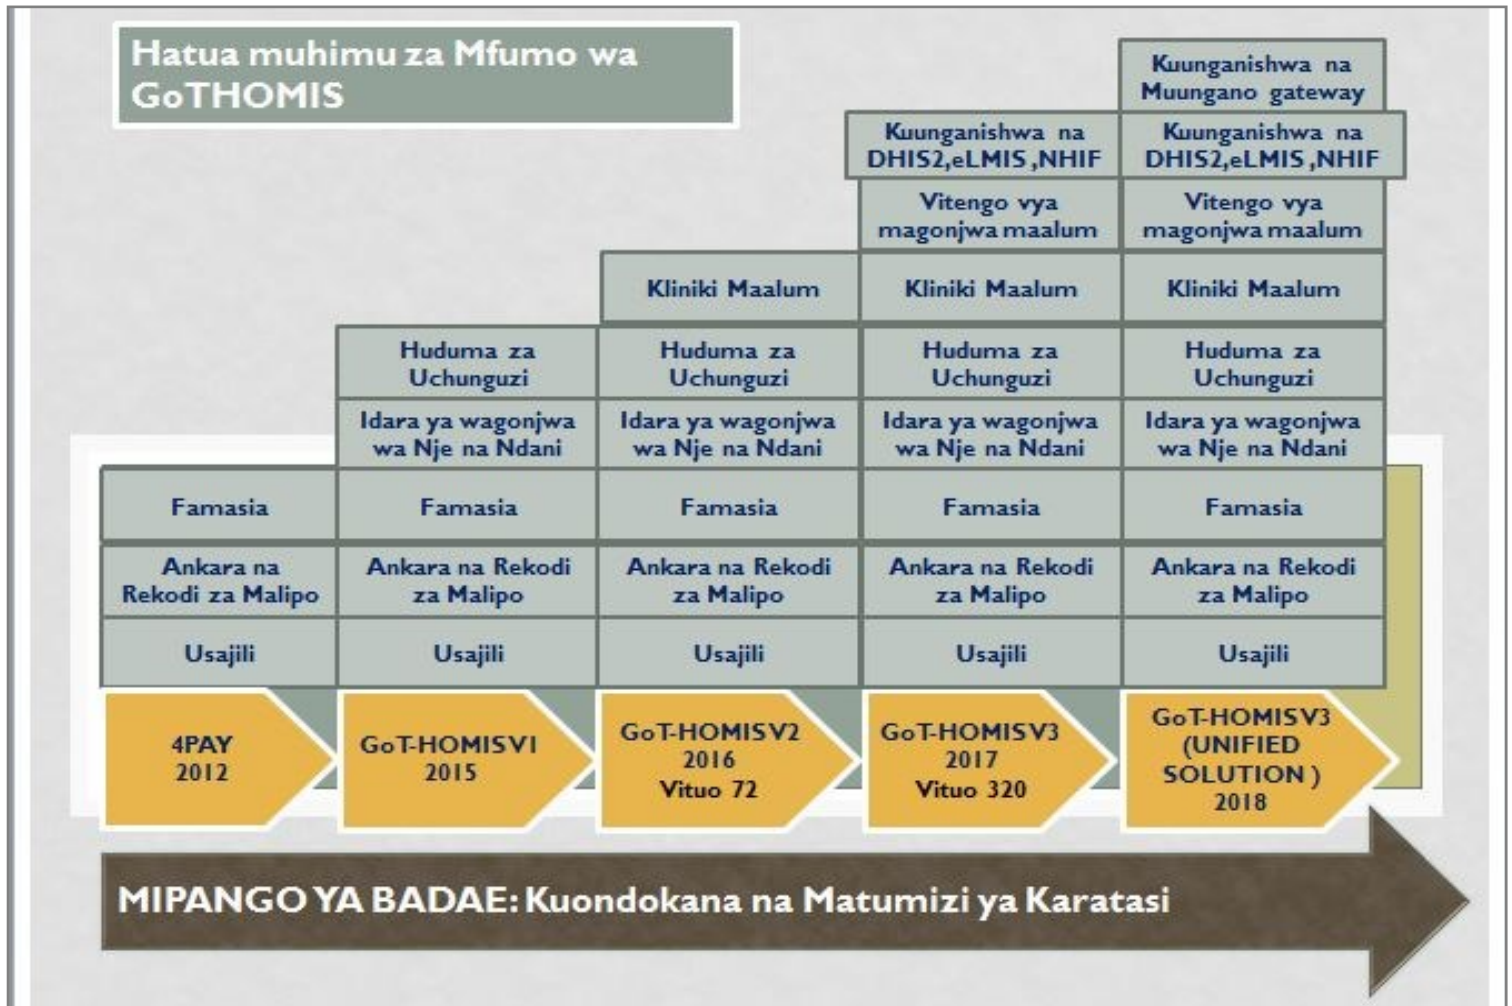 Hatua muhimu za Mfumo wa
GoTHOMIS
Kuunganishwa na
Muungano gateway
Kuunganishwa na
DHIS2,eLMIS ,NHIF
Kuunganishwa na
DHIS2,eLMIS ,NHIF
Vitengo vya
magonjwa maalum
Vitengo vya
magonjwa maalum
Kliniki Maalum
Kliniki Maalum
Kliniki Maalum
Huduma za
Uchunguzi
Huduma za
Uchunguzi
Huduma za
Uchunguzi
Huduma za
Uchunguzi
Idara ya wagonjwa
wa Nje na Ndani
Idara ya wagonjwa
wa Nje na Ndani
Idara ya wagonjwa
wa Nje na Ndani
Idara ya wagonjwa
wa Nje na Ndani
Famasia
Famasia
Famasia
Famasia
Famasia
Ankara na
Rekodi za Malipo
Ankara na Rekodi
za Malipo
Ankara na Rekodi
za Malipo
Ankara na Rekodi
za Malipo
Ankara na Rekodi
za Malipo
Usajili
Usajili
Usajili
Usajili
Usajili
4PAY
2012
GoT-HOMISV1
2015
GoT-HOMISV2
2016
Vituo 72
GoT-HOMISV3
2017
Vituo 320
GoT-HOMISV3
(UNIFIED
SOLUTION )
2018
MIPANGO YA BADAE: Kuondokana na Matumizi ya Karatasi